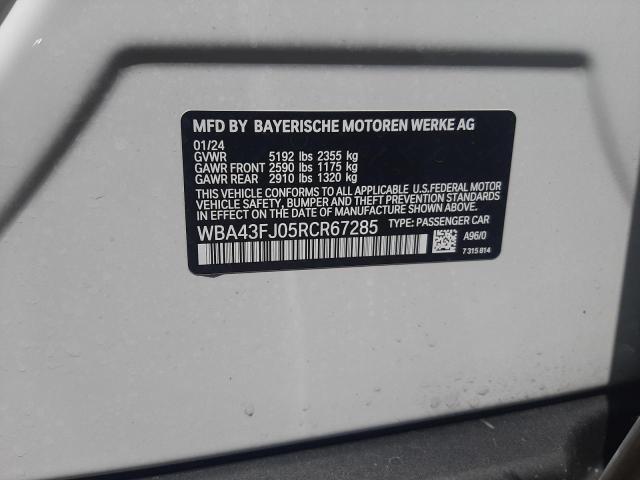 MFD BY BAYERISCHE MOTOREN WERKE AG
01/24
GVWR 5192 lbs 2355 kg
GAWR FRONT 2590 lbs 1175 kg
GAWR REAR 2910 lbs 1320 kg
THIS VEHICLE CONFORMS TO ALL APPLICABLE U.S.FEDERAL MOTOR
VEHICLE SAFETY, BUMPER, AND THEFT PREVENTION STANDARDS
IN EFFECT ON THE DATE OF MANUFACTURE SHOWN ABOVE.
WBA43FJ05RCR67285 TYPE: PASSENGER CAR
A96/0
7 315 814